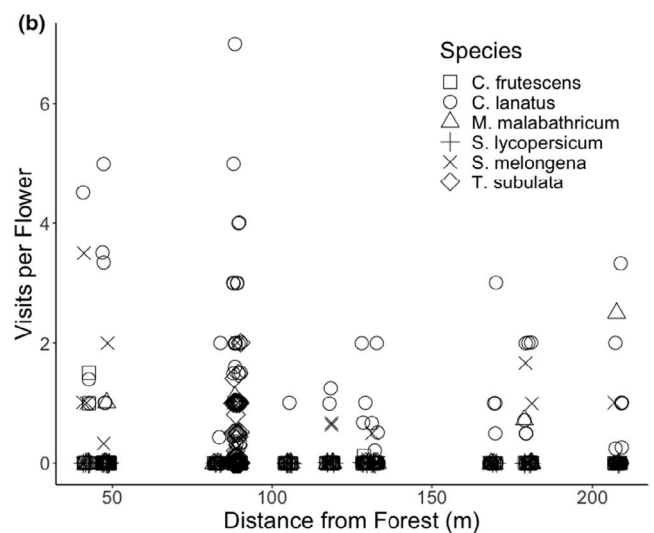 (b)
Species
C. frutescens
C. lanatus
M. malabathricum
S. lycopersicum
S. melongena
T. subulata
Visits per Flower
6
4
2
0
50 100 150 200
Distance from Forest (m)